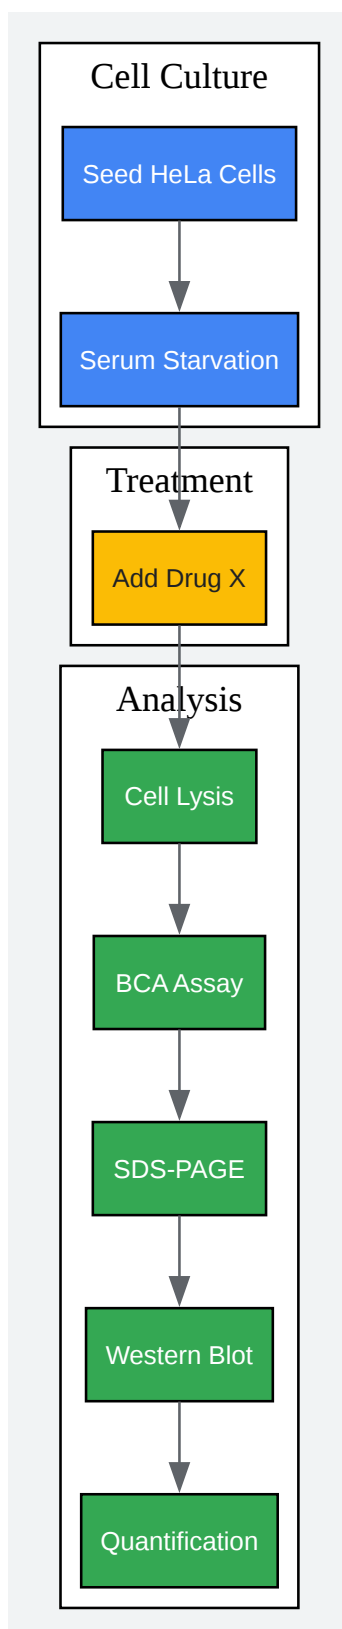 Cell Culture
Seed HeLa Cells
Serum Starvation
Treatment
Add Drug X
Analysis
Cell Lysis
BCA Assay
SDS-PAGE
Western Blot
Quantification